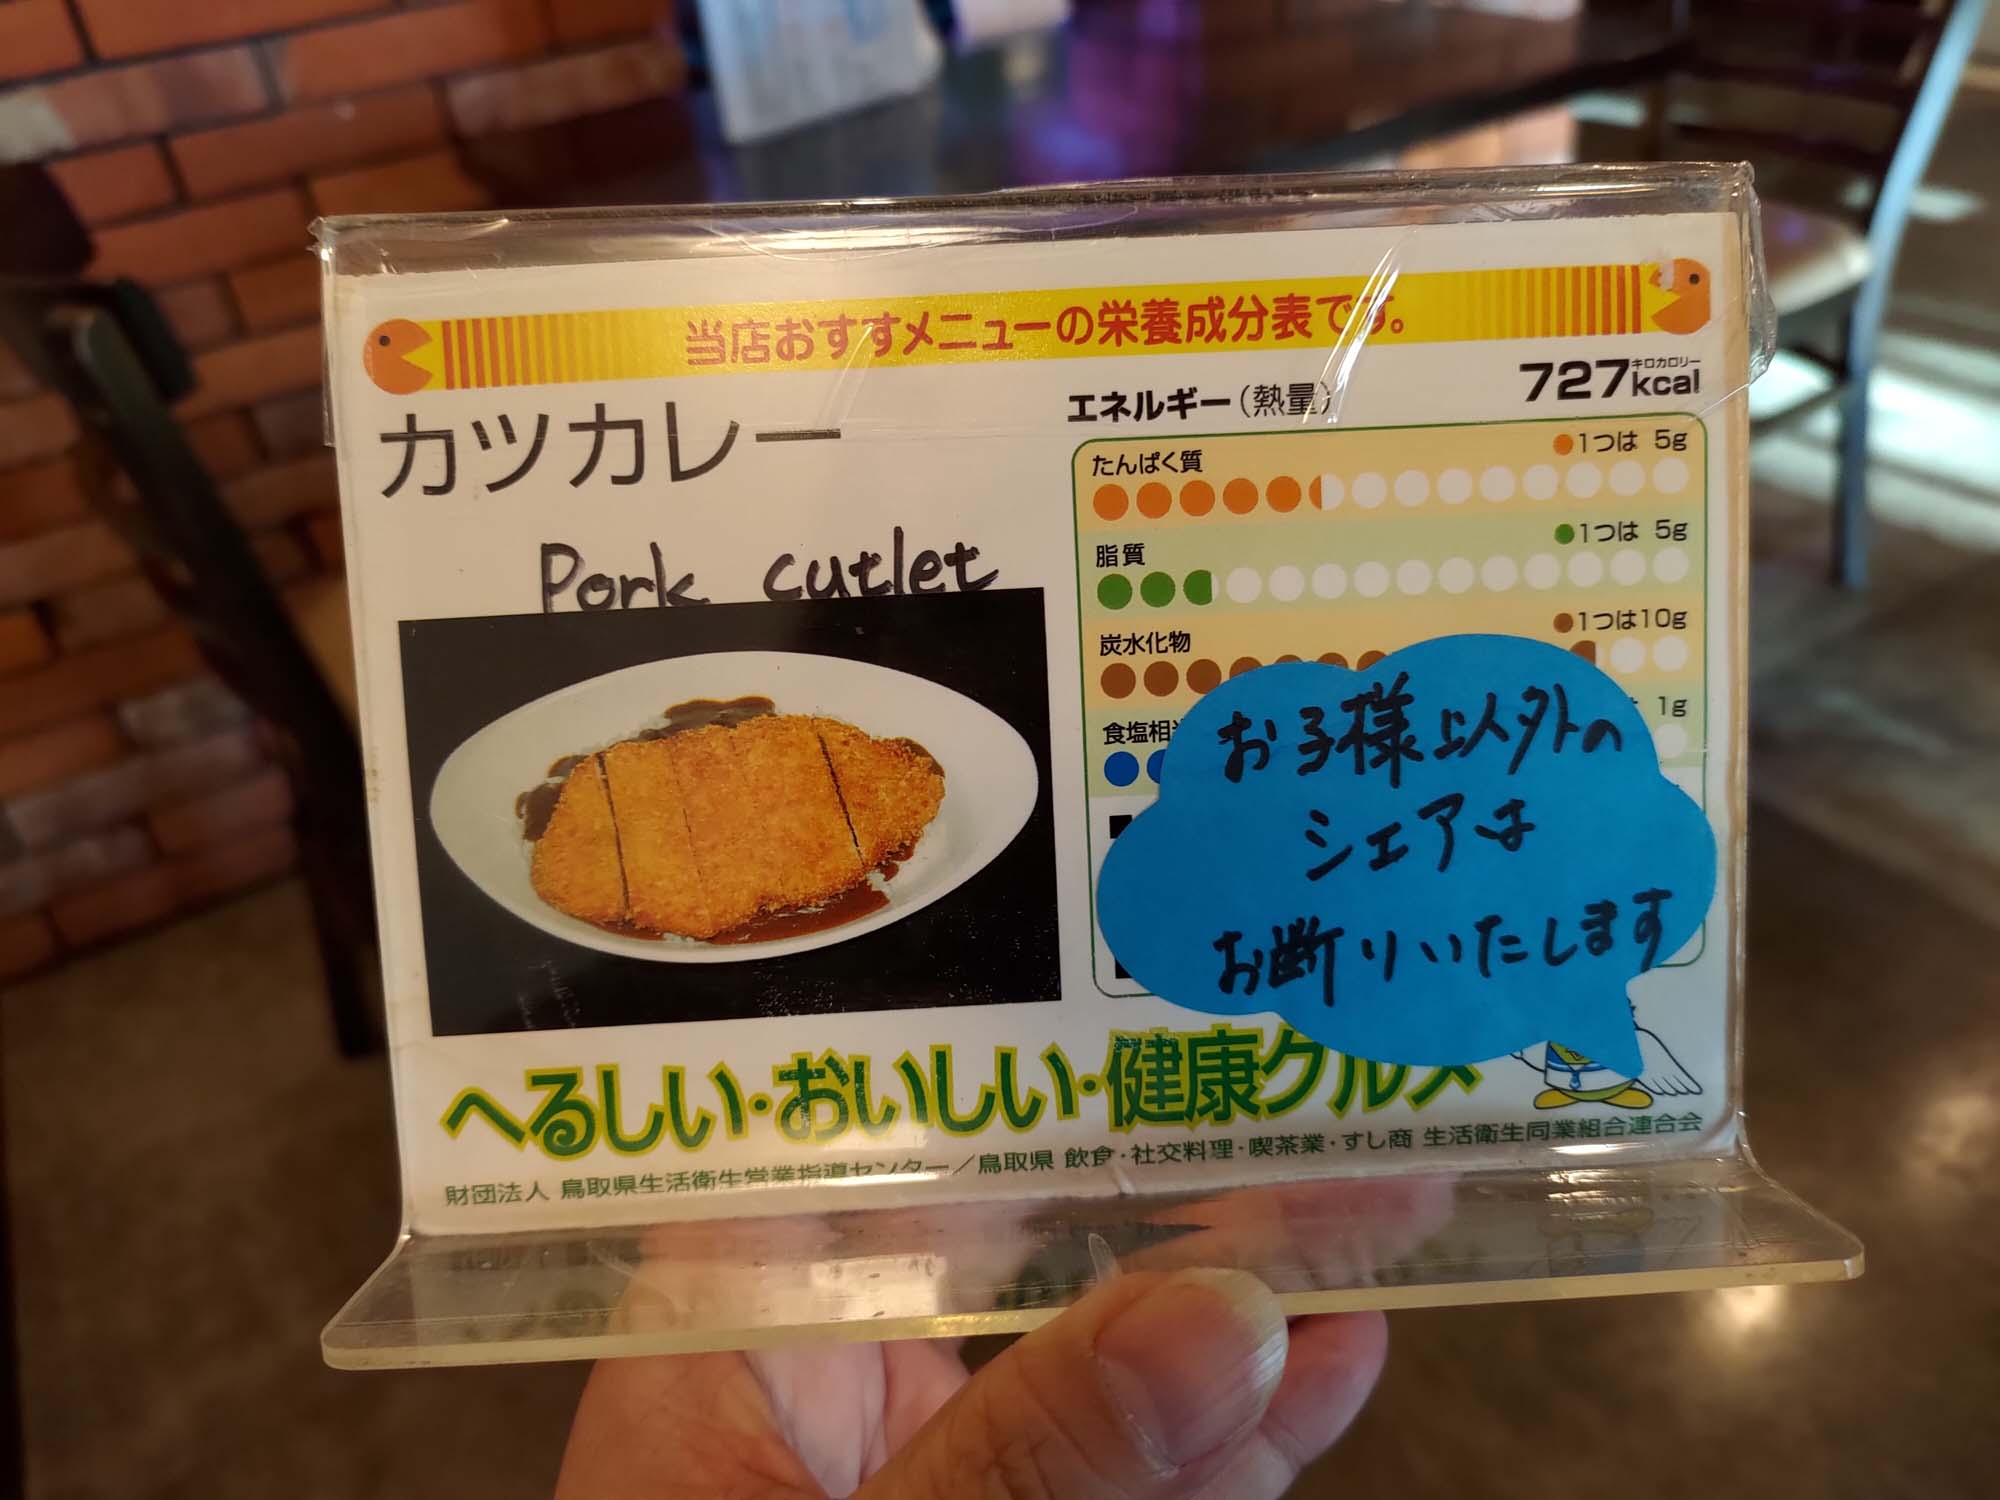 当店おすすメニューの栄養成分表です。
カツカレー
Pork cutlet
エネルギー(熱量) 727kcal
キロカロリー
たんぱく質 ●1つは 5g
脂質 ●1つは 5g
炭水化物 ●1つは10g
食塩相 1g
お子様以外の
シェアは
お断りいたします
へるしい・おいしい・健康グルメ
財団法人 鳥取県生活衛生営業指導センター/鳥取県 飲食・社交料理・喫茶業・すし商 生活衛生同業組合連合会